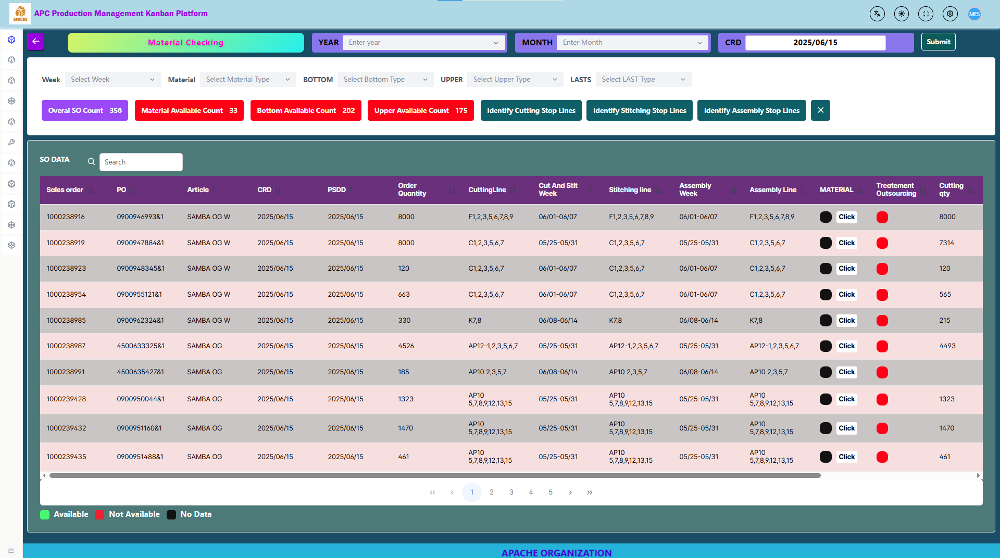 APACHE
APC Production Management Kanban Platform
MES
Material Checking
YEAR Enter year
MONTH Enter Month
CRD 2025/06/15
Submit
Week Select Week
Material Select Material Type
BOTTOM Select Bottom Type
UPPER Select Upper Type
LASTS Select LAST Type
Overal SO Count 356
Material Available Count 33
Bottom Available Count 202
Upper Available Count 175
Identify Cutting Stop Lines
Identify Stitching Stop Lines
Identify Assembly Stop Lines
SO DATA
Search
Sales order PO Article CRD PSDD Order Quantity CuttingLIne Cut And Stit Week Stitching line Assembly Week Assembly Line MATERIAL Treatement Outsourcing Cutting qty
1000238916 0900946993&1 SAMBA OG W 2025/06/15 2025/06/15 8000 F1,2,3,5,6,7,8,9 06/01-06/07 F1,2,3,5,6,7,8,9 06/01-06/07 F1,2,3,5,6,7,8,9 Click 8000
1000238919 0900947884&1 SAMBA OG W 2025/06/15 2025/06/15 8000 C1,2,3,5,6,7 05/25-05/31 C1,2,3,5,6,7 05/25-05/31 C1,2,3,5,6,7 Click 7314
1000238923 0900948345&1 SAMBA OG W 2025/06/15 2025/06/15 120 C1,2,3,5,6,7 06/01-06/07 C1,2,3,5,6,7 06/01-06/07 C1,2,3,5,6,7 Click 120
1000238954 0900955121&1 SAMBA OG W 2025/06/15 2025/06/15 663 C1,2,3,5,6,7 06/01-06/07 C1,2,3,5,6,7 06/01-06/07 C1,2,3,5,6,7 Click 565
1000238985 0900962324&1 SAMBA OG W 2025/06/15 2025/06/15 330 K7,8 06/08-06/14 K7,8 06/08-06/14 K7,8 Click 215
1000238987 4500633325&1 SAMBA OG 2025/06/15 2025/06/15 4526 AP12-1,2,3,5,6,7 05/25-05/31 AP12-1,2,3,5,6,7 05/25-05/31 AP12-1,2,3,5,6,7 Click 4493
1000238991 4500635427&1 SAMBA OG 2025/06/15 2025/06/15 185 AP10 2,3,5,7 06/08-06/14 AP10 2,3,5,7 06/08-06/14 AP10 2,3,5,7 Click
1000239428 0900950044&1 SAMBA OG 2025/06/15 2025/06/15 1323 AP10 5,7,8,9,12,13,15 05/25-05/31 AP10 5,7,8,9,12,13,15 05/25-05/31 AP10 5,7,8,9,12,13,15 Click 1323
1000239432 0900951160&1 SAMBA OG 2025/06/15 2025/06/15 1470 AP10 5,7,8,9,12,13,15 05/25-05/31 AP10 5,7,8,9,12,13,15 05/25-05/31 AP10 5,7,8,9,12,13,15 Click 1470
1000239435 0900951488&1 SAMBA OG 2025/06/15 2025/06/15 461 AP10 5,7,8,9,12,13,15 05/25-05/31 AP10 5,7,8,9,12,13,15 05/25-05/31 AP10 5,7,8,9,12,13,15 Click 461
1 2 3 4 5
Available Not Available No Data
APACHE ORGANIZATION